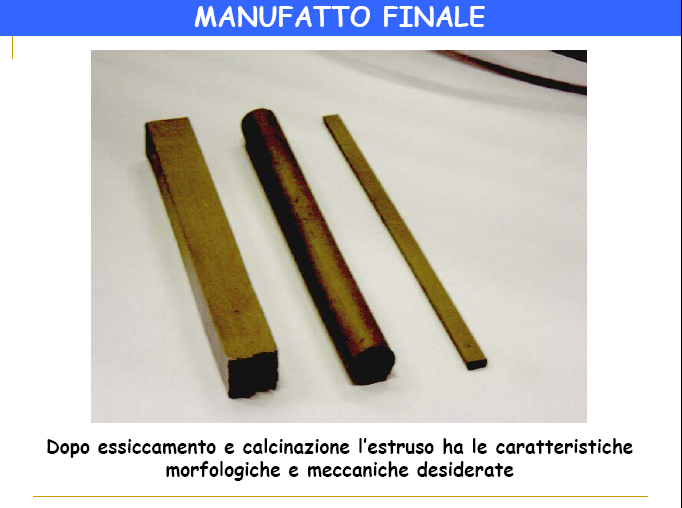 MANUFATTO FINALE
Dopo essiccamento e calcinazione l'estruso ha le caratteristiche
morfologiche e meccaniche desiderate